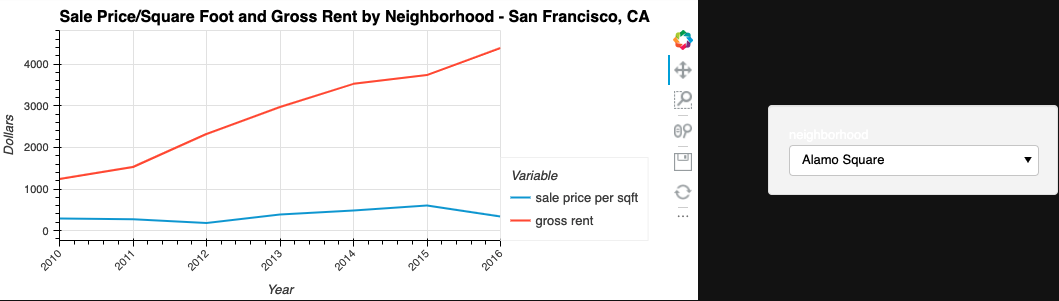 Sale Price/Square Foot and Gross Rent by Neighborhood - San Francisco, CA
Dollars
4000
3000
2000
1000
0
2010
2011
2012
2013
2014
2015
2016
Year
Variable
sale price per sqft
gross rent
neighborhood
Alamo Square